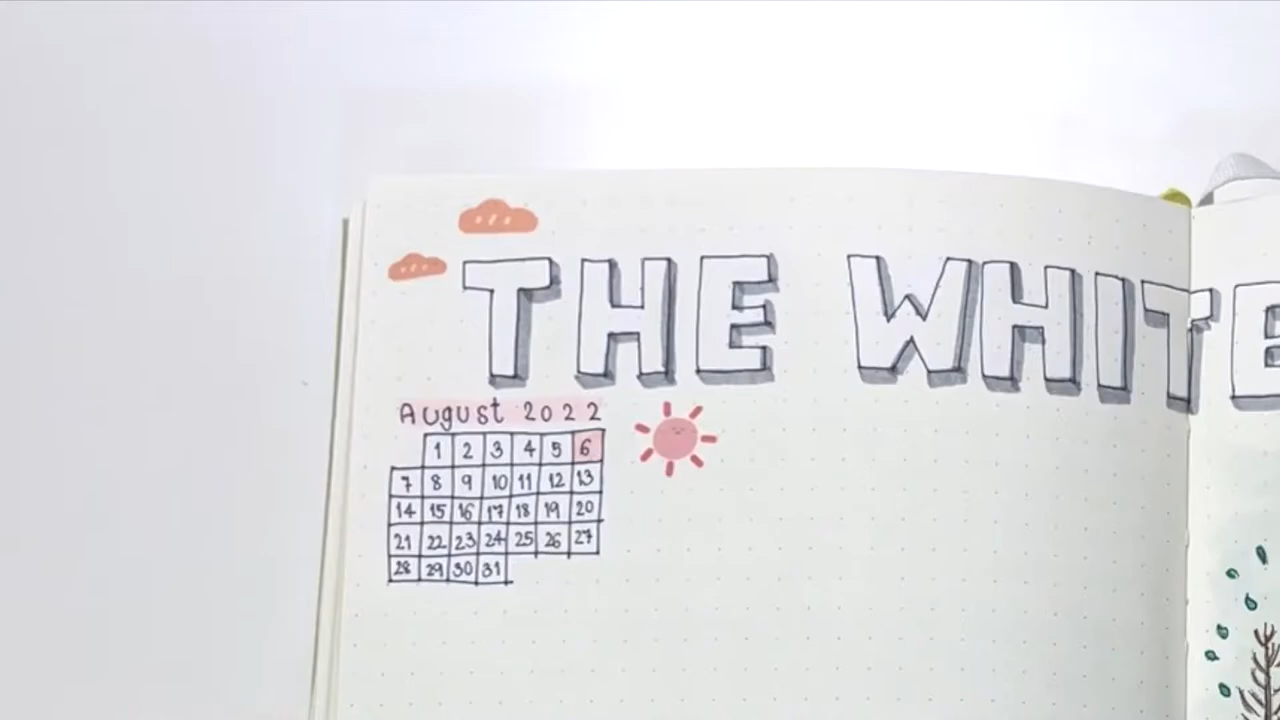 THE WHITE
August 2022
1 2 3 4 5 6
7 8 9 10 11 12 13
14 15 16 17 18 19 20
21 22 23 24 25 26 27
28 29 30 31